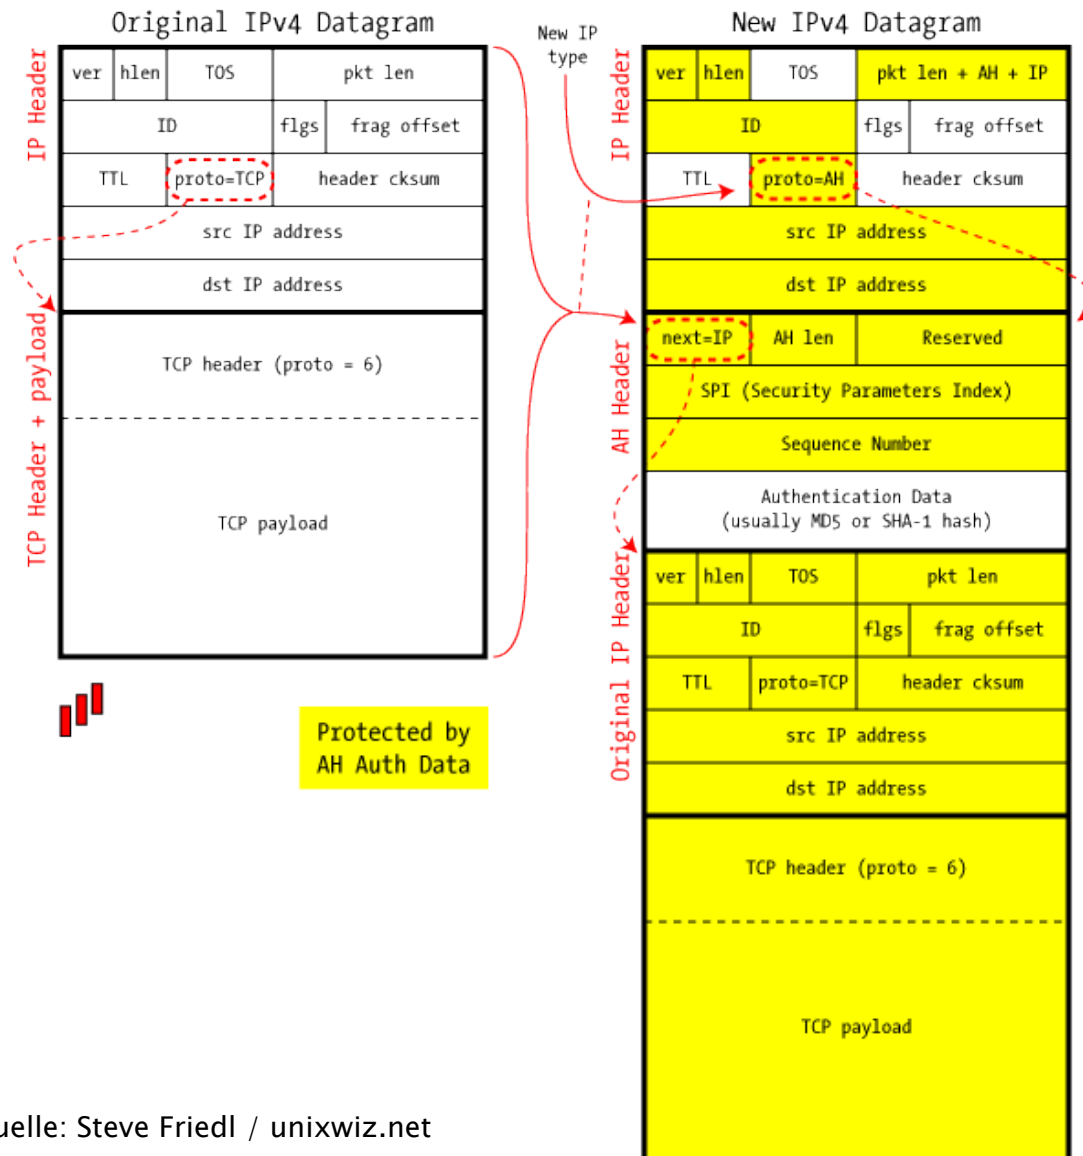 Original IPv4 Datagram
IP Header
ver hlen TOS pkt len
ID flgs frag offset
TTL proto=TCP header cksum
src IP address
dst IP address
TCP Header + payload
TCP header (proto = 6)
TCP payload
Protected by
AH Auth Data
New IP
type
New IPv4 Datagram
IP Header
ver hlen TOS pkt len + AH + IP
ID flgs frag offset
TTL proto=AH header cksum
src IP address
dst IP address
AH Header
next=IP AH len Reserved
SPI (Security Parameters Index)
Sequence Number
Authentication Data
(usually MD5 or SHA-1 hash)
Original IP Header
ver hlen TOS pkt len
ID flgs frag offset
TTL proto=TCP header cksum
src IP address
dst IP address
TCP header (proto = 6)
TCP payload
uelle: Steve Friedl / unixwiz.net